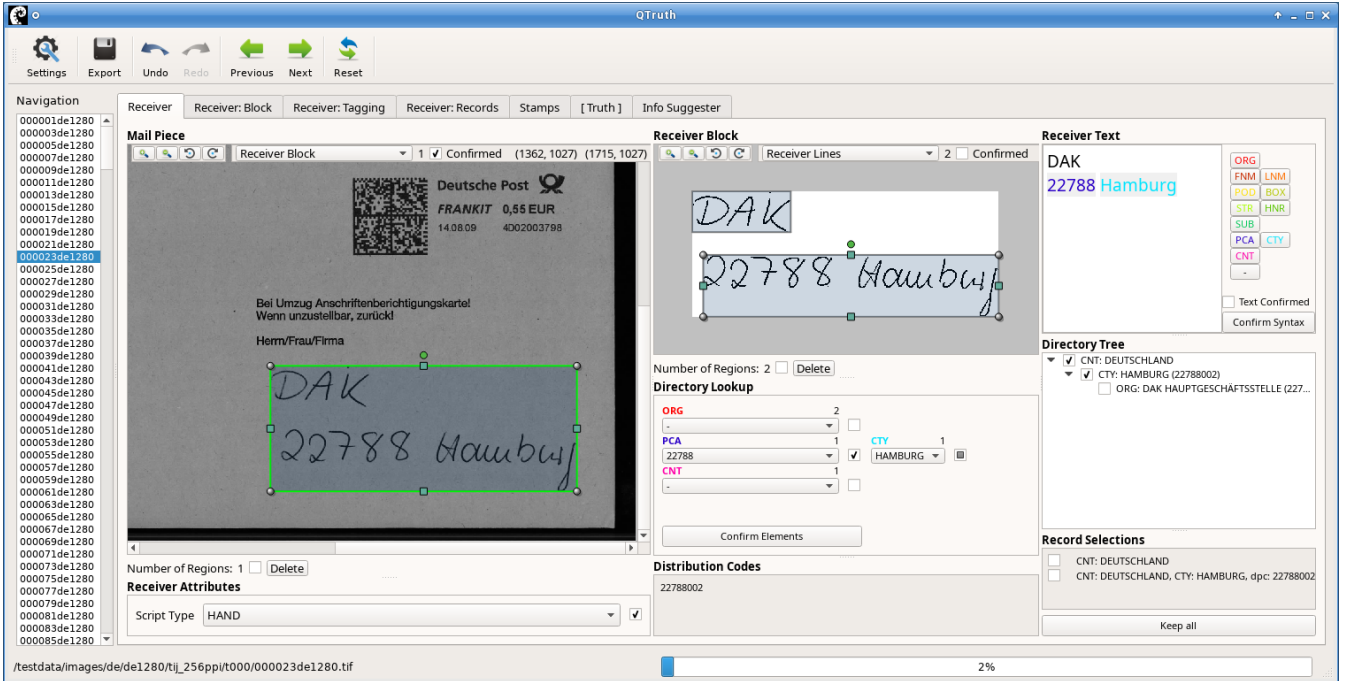 QTruth
Settings Export Undo Redo Previous Next Reset
Navigation
000001de1280
000003de1280
000005de1280
000007de1280
000009de1280
000011de1280
000013de1280
000015de1280
000017de1280
000019de1280
000021de1280
000023de1280
000025de1280
000027de1280
000029de1280
000031de1280
000033de1280
000035de1280
000037de1280
000039de1280
000041de1280
000043de1280
000045de1280
000047de1280
000049de1280
000051de1280
000053de1280
000055de1280
000057de1280
000059de1280
000061de1280
000063de1280
000065de1280
000067de1280
000069de1280
000071de1280
000073de1280
000075de1280
000077de1280
000079de1280
000081de1280
000083de1280
000085de1280
Receiver Receiver: Block Receiver: Tagging Receiver: Records Stamps [ Truth ] Info Suggester
Mail Piece
Receiver Block 1 Confirmed (1362, 1027) (1715, 1027)
Deutsche Post
FRANKIT 0,55 EUR
14.08.09 4D02003798
Bei Umzug Anschriftenberichtigungskarte!
Wenn unzustellbar, zurück!
Herrn/Frau/Firma
DAK
22788 Hamburg
Number of Regions: 1 Delete
Receiver Attributes
Script Type HAND
Receiver Block
Receiver Lines 2 Confirmed
DAK
22788 Hamburg
Number of Regions: 2 Delete
Directory Lookup
ORG 2
-
PCA 1 CTY 1
22788 HAMBURG
CNT 1
-
Confirm Elements
Distribution Codes
22788002
Receiver Text
DAK
22788 Hamburg
ORG
FNM LNM
POD BOX
STR HNR
SUB
PCA CTY
CNT
-
Text Confirmed
Confirm Syntax
Directory Tree
CNT: DEUTSCHLAND
CTY: HAMBURG (22788002)
ORG: DAK HAUPTGESCHÄFTSSTELLE (227...
Record Selections
CNT: DEUTSCHLAND
CNT: DEUTSCHLAND, CTY: HAMBURG, dpc: 22788002
Keep all
/testdata/images/de/de1280/tij_256ppi/t000/000023de1280.tif
2%